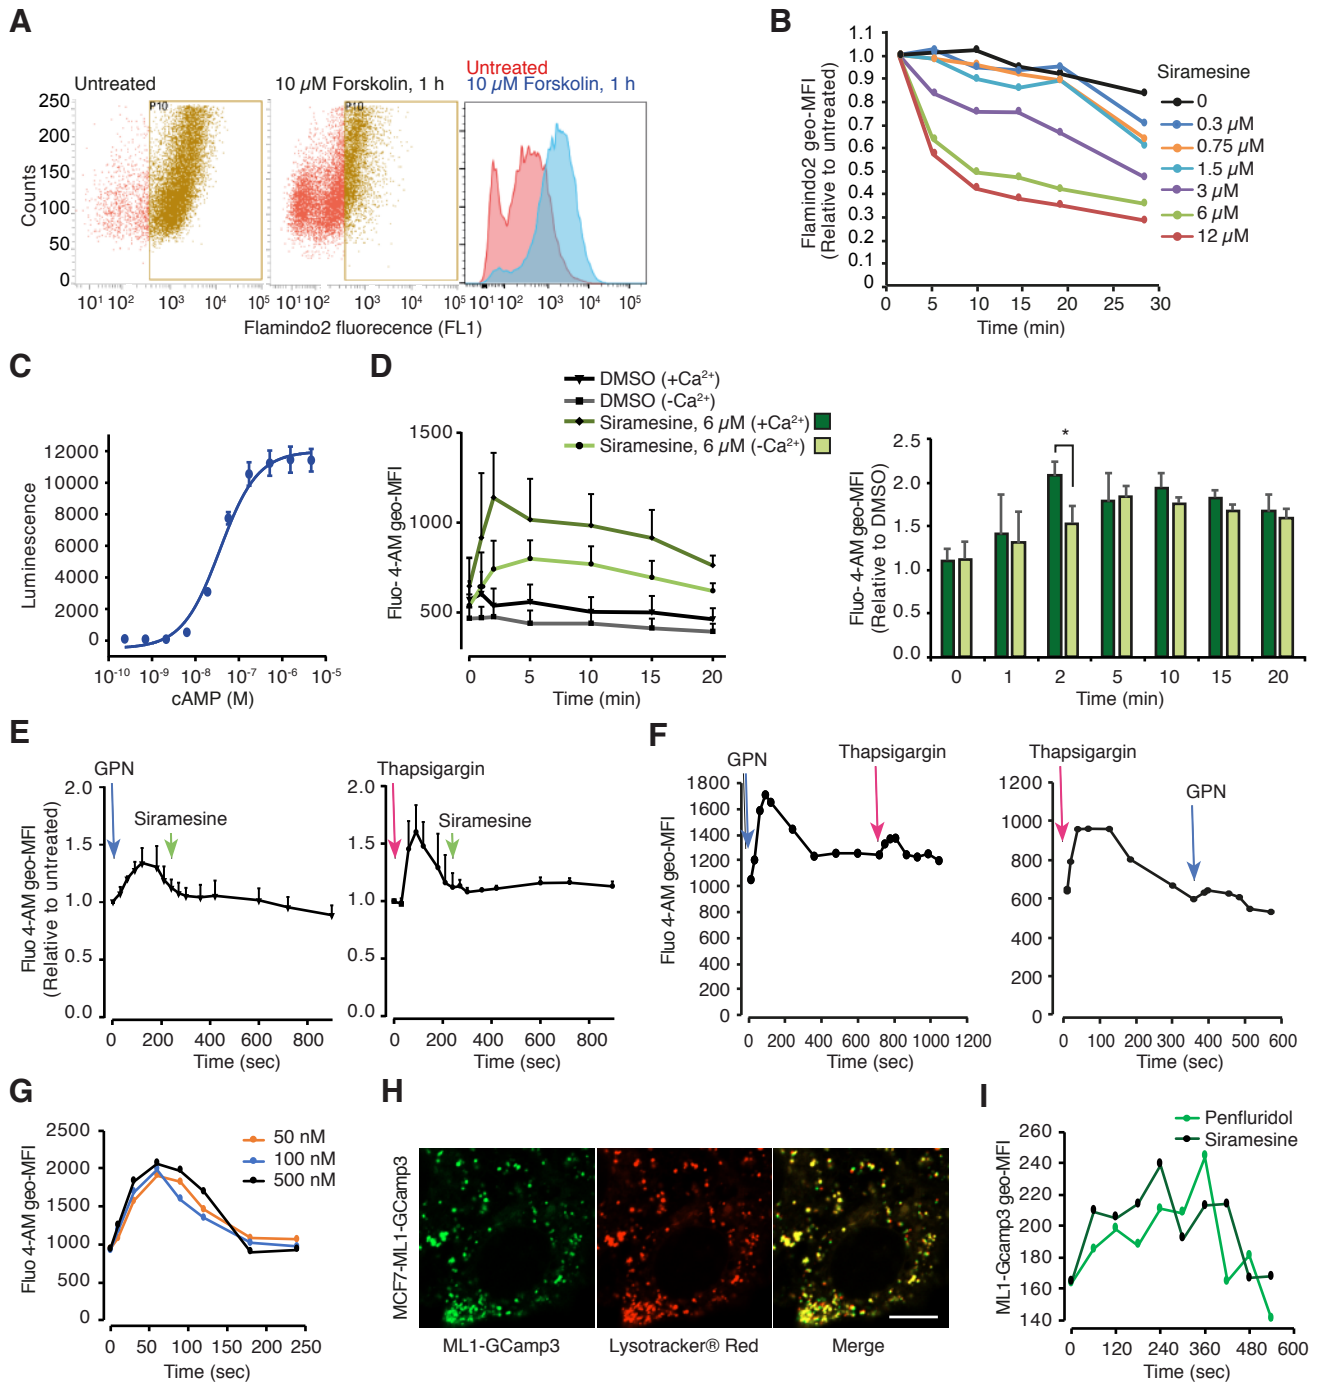 A
Untreated
10 µM Forskolin, 1 h
Untreated
10 µM Forskolin, 1 h
P10
P10
Counts
250
200
150
100
50
0
10¹ 10² 10³ 10⁴ 10⁵
10¹ 10² 10³ 10⁴ 10⁵
10¹ 10² 10³ 10⁴ 10⁵
Flamindo2 fluorecence (FL1)
B
Flamindo2 geo-MFI
(Relative to untreated)
1.1
1.0
0.9
0.8
0.7
0.6
0.5
0.4
0.3
0.2
0.1
0
0 5 10 15 20 25 30
Time (min)
Siramesine
0
0.3 µM
0.75 µM
1.5 µM
3 µM
6 µM
12 µM
C
Luminescence
12000
10000
8000
6000
4000
2000
0
10⁻¹⁰ 10⁻⁹ 10⁻⁸ 10⁻⁷ 10⁻⁶ 10⁻⁵
cAMP (M)
D
DMSO (+Ca²⁺)
DMSO (-Ca²⁺)
Siramesine, 6 µM (+Ca²⁺)
Siramesine, 6 µM (-Ca²⁺)
Fluo- 4-AM geo-MFI
1500
1000
500
0 5 10 15 20
Time (min)
Fluo- 4-AM geo-MFI
(Relative to DMSO)
2.5
2.0
1.5
1.0
0.5
0.0
*
0 1 2 5 10 15 20
Time (min)
E
GPN
Siramesine
Fluo 4-AM geo-MFI
(Relative to untreated)
2.0
1.5
1.0
0.5
0.0
0 200 400 600 800
Time (sec)
Thapsigargin
Siramesine
2.0
1.5
1.0
0.5
0.0
0 200 400 600 800
Time (sec)
F
GPN
Thapsigargin
Fluo 4-AM geo-MFI
1800
1600
1400
1200
1000
800
600
400
200
0
0 200 400 600 800 1000 1200
Time (sec)
Thapsigargin
GPN
1200
1000
800
600
400
200
0
0 100 200 300 400 500 600
Time (sec)
G
Fluo 4-AM geo-MFI
2500
2000
1500
1000
500
0
0 50 100 150 200 250
Time (sec)
50 nM
100 nM
500 nM
H
MCF7-ML1-GCamp3
ML1-GCamp3
Lysotracker® Red
Merge
I
Penfluridol
Siramesine
ML1-Gcamp3 geo-MFI
260
240
220
200
180
160
140
0 120 240 360 480 600
Time (sec)